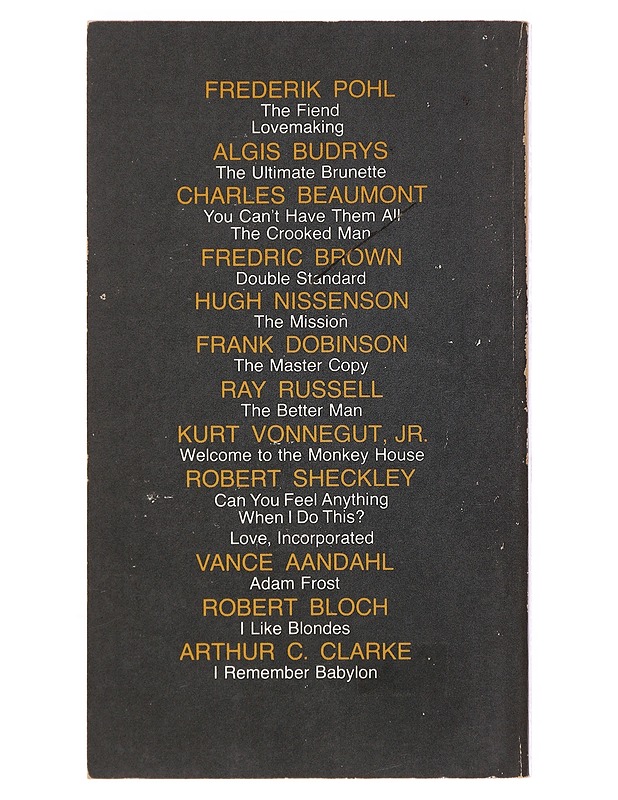 FREDERIK POHL
The Fiend
Lovemaking
ALGIS BUDRYS
The Ultimate Brunette
CHARLES BEAUMONT
You Can't Have Them All
The Crooked Man
FREDRIC BROWN
Double Standard
HUGH NISSENSON
The Mission
FRANK DOBINSON
The Master Copy
RAY RUSSELL
The Better Man
KURT VONNEGUT, JR.
Welcome to the Monkey House
ROBERT SHECKLEY
Can You Feel Anything
When I Do This?
Love, Incorporated
VANCE AANDAHL
Adam Frost
ROBERT BLOCH
I Like Blondes
ARTHUR C. CLARKE
I Remember Babylon